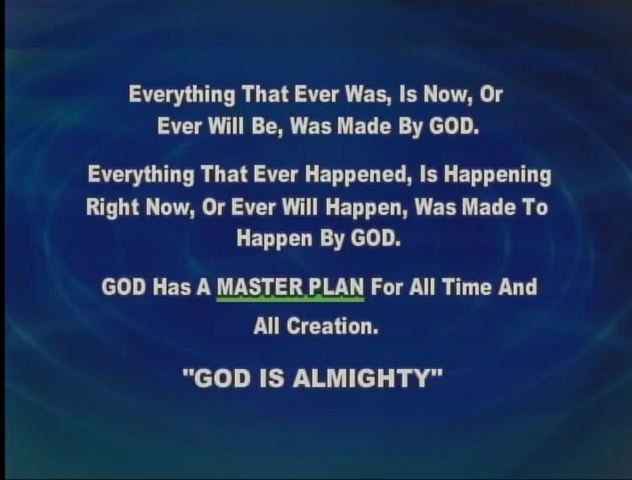 Everything That Ever Was, Is Now, Or
Ever Will Be, Was Made By GOD.
Everything That Ever Happened, Is Happening
Right Now, Or Ever Will Happen, Was Made To
Happen By GOD.
GOD Has A MASTER PLAN For All Time And
All Creation.
"GOD IS ALMIGHTY"